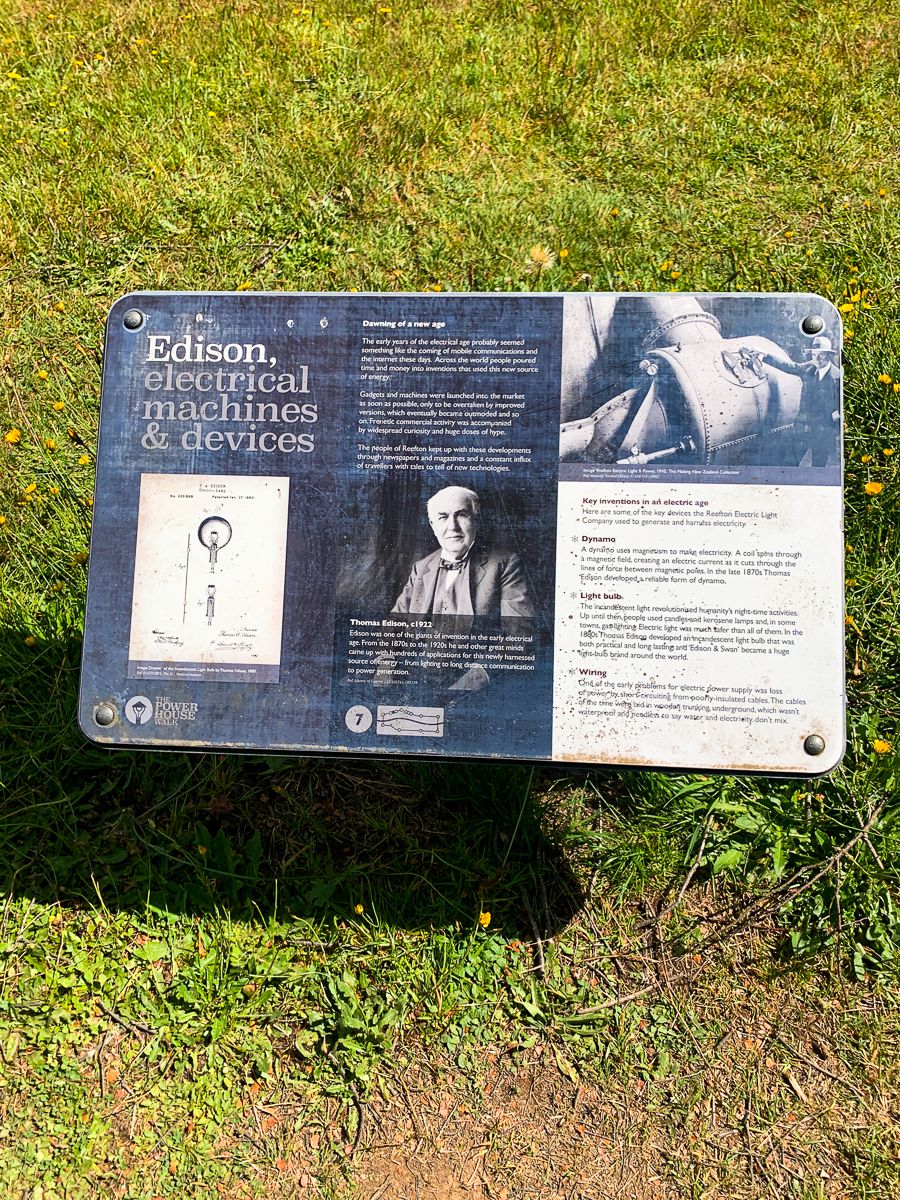 Edison,
electrical
machines
& devices
T. A. EDISON
Electric Lamp.
No. 223,898.
Patented Jan. 27, 1880.
THE
POWER
HOUSE
WALK
Dawning of a new age
The early years of the electrical age probably seemed
something like the coming of mobile communications and
the internet these days. Across the world people poured
time and money into inventions that used this new source
of energy.
Gadgets and machines were launched into the market
as soon as possible, only to be overtaken by improved
versions, which eventually became outmoded and so
on. Frenetic commercial activity was accompanied
by widespread curiosity and huge doses of hype.
The people of Reefton kept up with these developments
through newspapers and magazines and a constant influx
of travellers with tales to tell of new technologies.
Thomas Edison, c1922
Edison was one of the giants of invention in the early electrical
age. From the 1870s to the 1920s he and other great minds
came up with hundreds of applications for this newly harnessed
source of energy – from lighting to long distance communication
to power generation.
7
Key inventions in an electric age
Here are some of the key devices the Reefton Electric Light
Company used to generate and harness electricity.
Dynamo
A dynamo uses magnetism to make electricity. A coil spins through
a magnetic field, creating an electric current as it cuts through the
lines of force between magnetic poles. In the late 1870s Thomas
Edison developed a reliable form of dynamo.
Light bulb
The incandescent light revolutionised humanity's night-time activities.
Up until then people used candles and kerosene lamps and, in some
towns, gas lighting. Electric light was much safer than all of them. In the
1880s Thomas Edison developed an incandescent light bulb that was
both practical and long lasting and 'Edison & Swan' became a huge
light-bulb brand around the world.
Wiring
One of the early problems for electric power supply was loss
of power by short-circuiting from poorly-insulated cables. The cables
of the time were laid in wooden trunking, underground, which wasn't
waterproof and needless to say water and electricity don't mix.